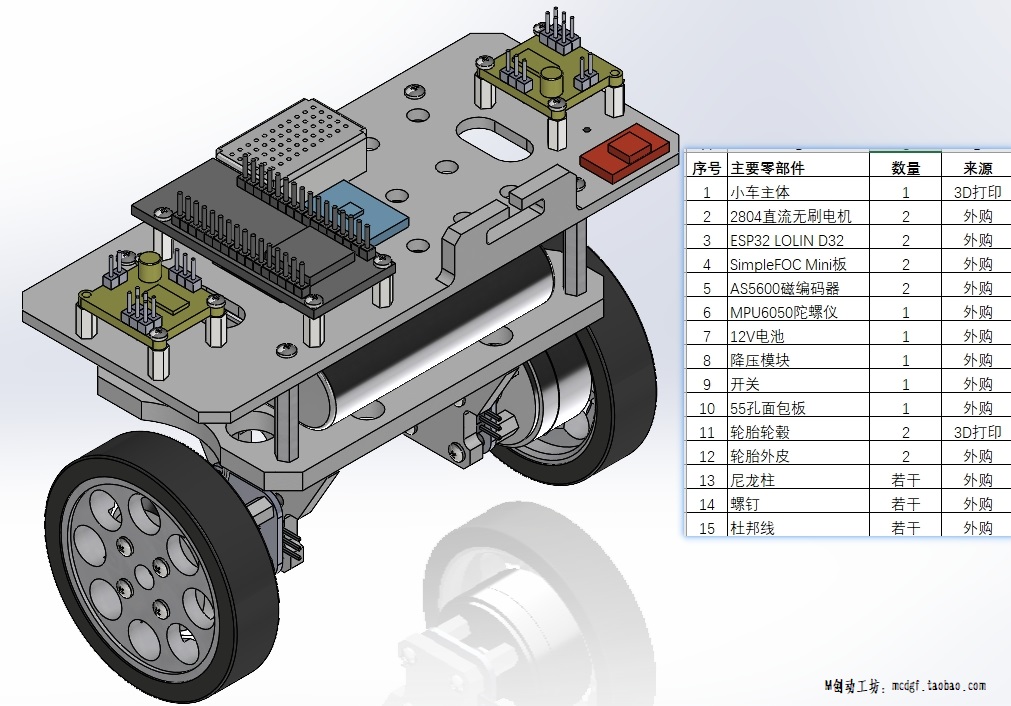 序号 主要零部件 数量 来源
1 小车主体 1 3D打印
2 2804直流无刷电机 2 外购
3 ESP32 LOLIN D32 2 外购
4 SimpleFOC Mini板 2 外购
5 AS5600磁编码器 2 外购
6 MPU6050陀螺仪 1 外购
7 12V电池 1 外购
8 降压模块 1 外购
9 开关 1 外购
10 55孔面包板 1 外购
11 轮胎轮毂 2 3D打印
12 轮胎外皮 2 外购
13 尼龙柱 若干 外购
14 螺钉 若干 外购
15 杜邦线 若干 外购
M创动工坊：mcdgf.taobao.com